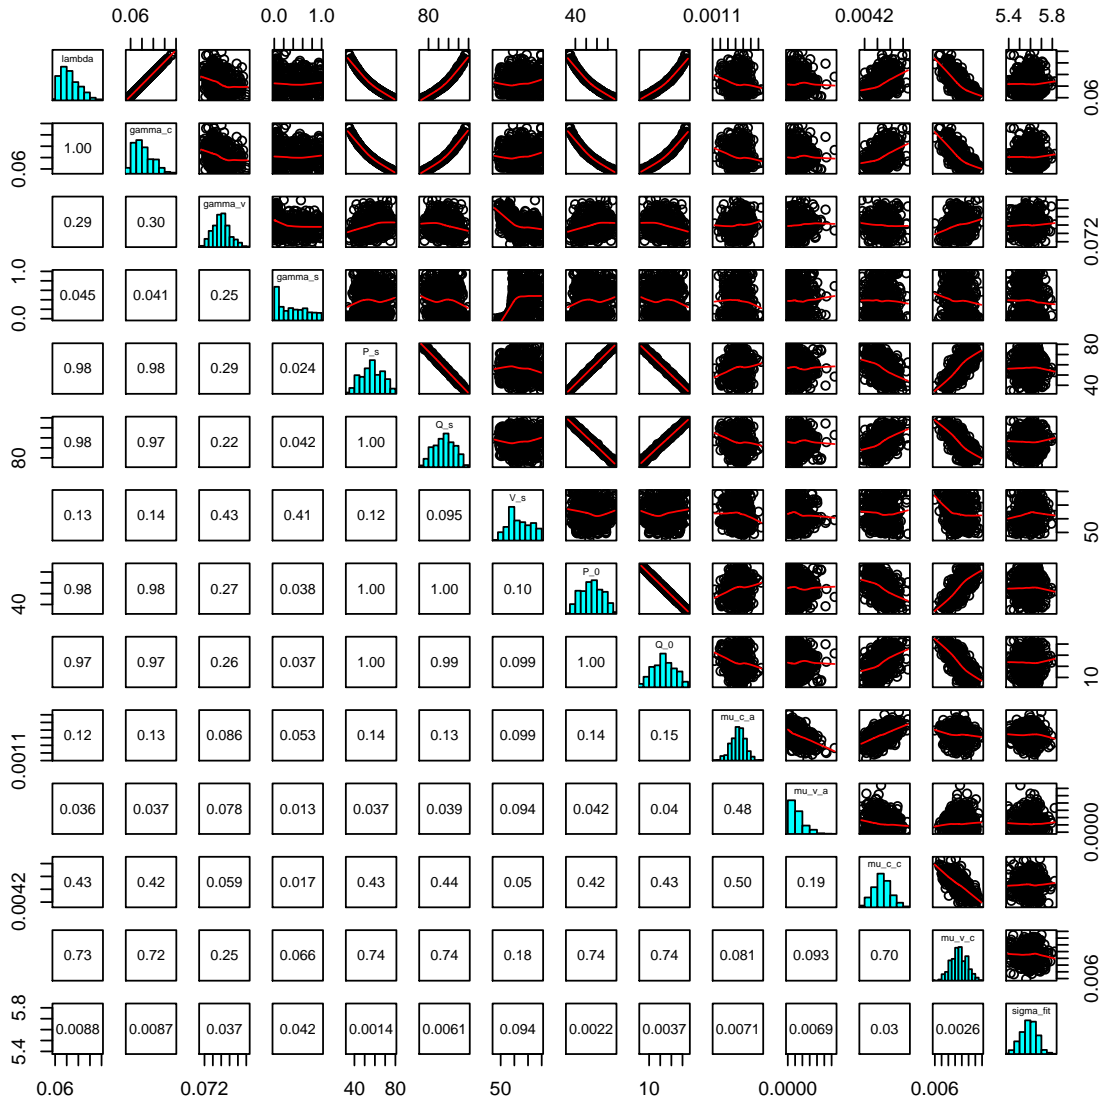 0.06 0.0 1.0 80 40 0.0011 0.0042 5.4 5.8
lambda 0.06
0.06 1.00 gamma_c
0.29 0.30 gamma_v 0.072
0.0 1.0 0.045 0.041 0.25 gamma_s
0.98 0.98 0.29 0.024 P_s 40 80
80 0.98 0.97 0.22 0.042 1.00 Q_s
0.13 0.14 0.43 0.41 0.12 0.095 V_s 50
40 0.98 0.98 0.27 0.038 1.00 1.00 0.10 P_0
0.97 0.97 0.26 0.037 1.00 0.99 0.099 1.00 Q_0 10
0.0011 0.12 0.13 0.086 0.053 0.14 0.13 0.099 0.14 0.15 mu_c_a
0.036 0.037 0.078 0.013 0.037 0.039 0.094 0.042 0.04 0.48 mu_v_a 0.0000
0.0042 0.43 0.42 0.059 0.017 0.43 0.44 0.05 0.42 0.43 0.50 0.19 mu_c_c
0.73 0.72 0.25 0.066 0.74 0.74 0.18 0.74 0.74 0.081 0.093 0.70 mu_v_c 0.006
5.4 5.8 0.0088 0.0087 0.037 0.042 0.0014 0.0061 0.094 0.0022 0.0037 0.0071 0.0069 0.03 0.0026 sigma_fit
0.06 0.072 40 80 50 10 0.0000 0.006